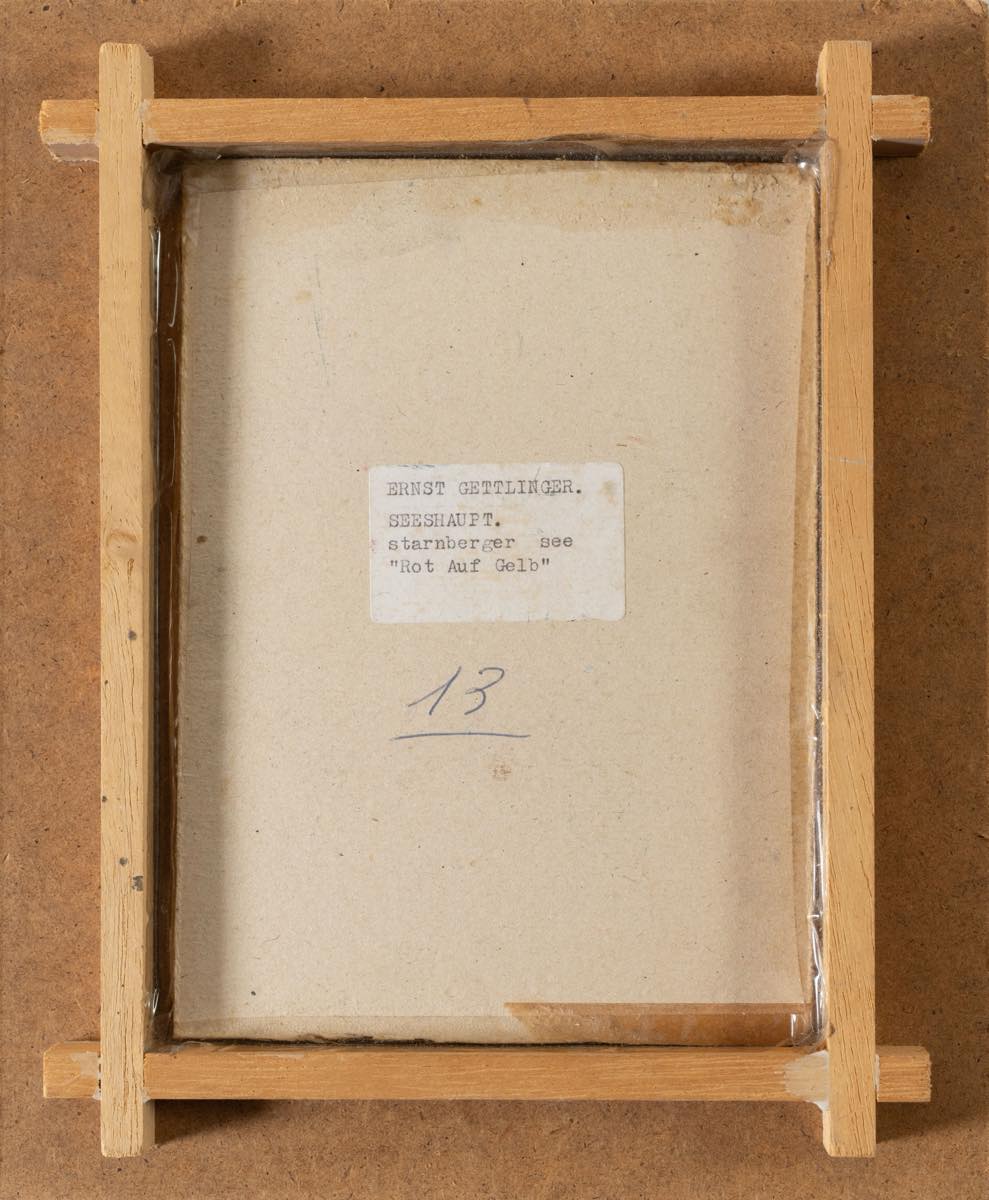 ERNST GETTLINGER.
SEESHAUPT.
starnberger see
"Rot Auf Gelb"
13